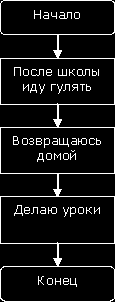 Начало
После школы
иду гулять
Возвращаюсь
домой
Делаю уроки
Конец